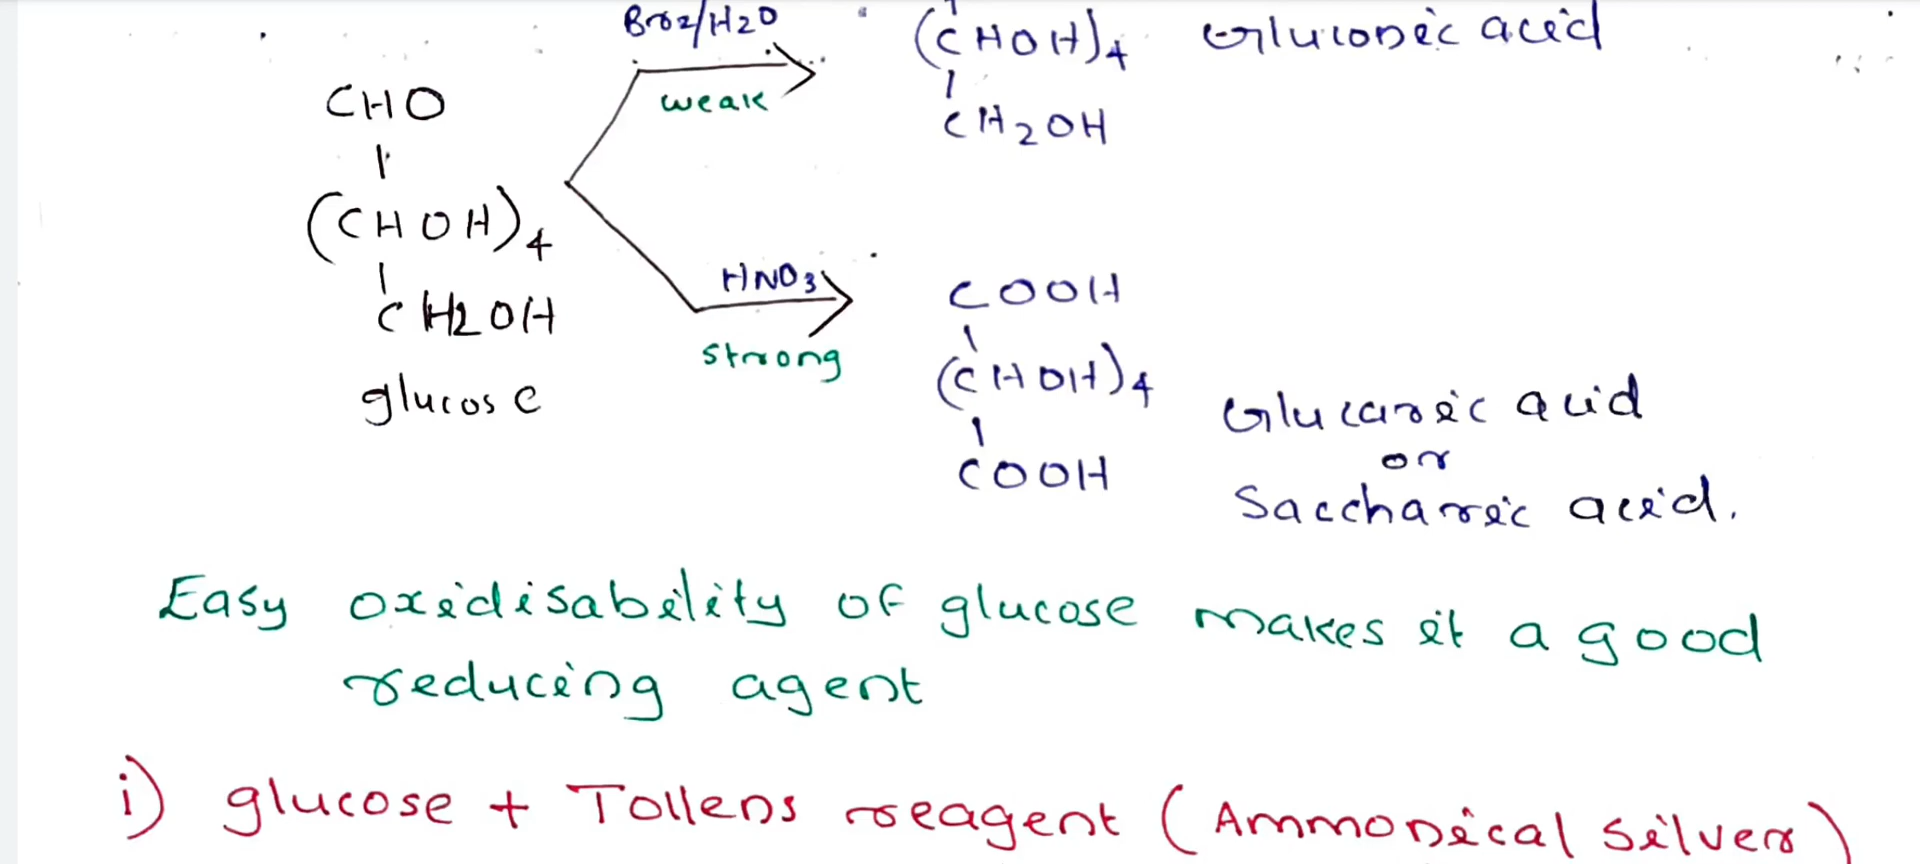 Br2/H2O
(CHOH)4 Gluconic acid
weak
CHO
CH2OH
(CHOH)4
HNO3
COOH
CH2OH
strong
(CHOH)4
glucose
Glucaric acid
or
COOH
Saccharic acid.
Easy oxidisability of glucose makes it a good
reducing agent
i) glucose + Tollens reagent (Ammonical silver)